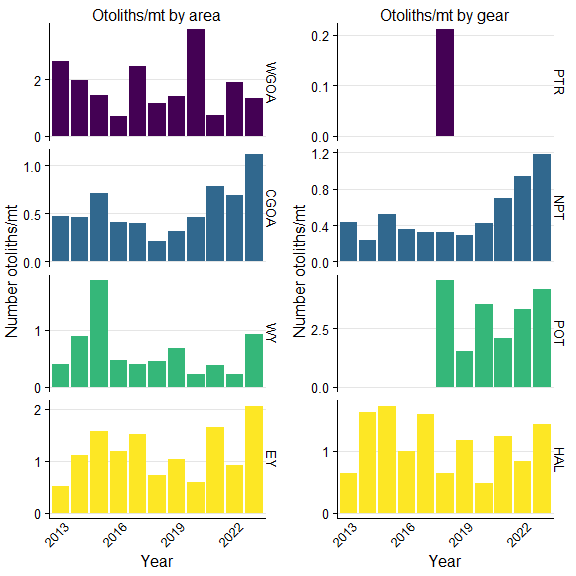 Otoliths/mt by area
Number otoliths/mt
2
0
WGOA
1.0
0.5
0.0
CGOA
1
0
WY
2
1
0
EY
2013
2016
2019
2022
Year
Otoliths/mt by gear
Number otoliths/mt
0.2
0.1
0.0
PTR
1.2
0.8
0.4
0.0
NPT
2.5
0.0
POT
1
0
HAL
2013
2016
2019
2022
Year